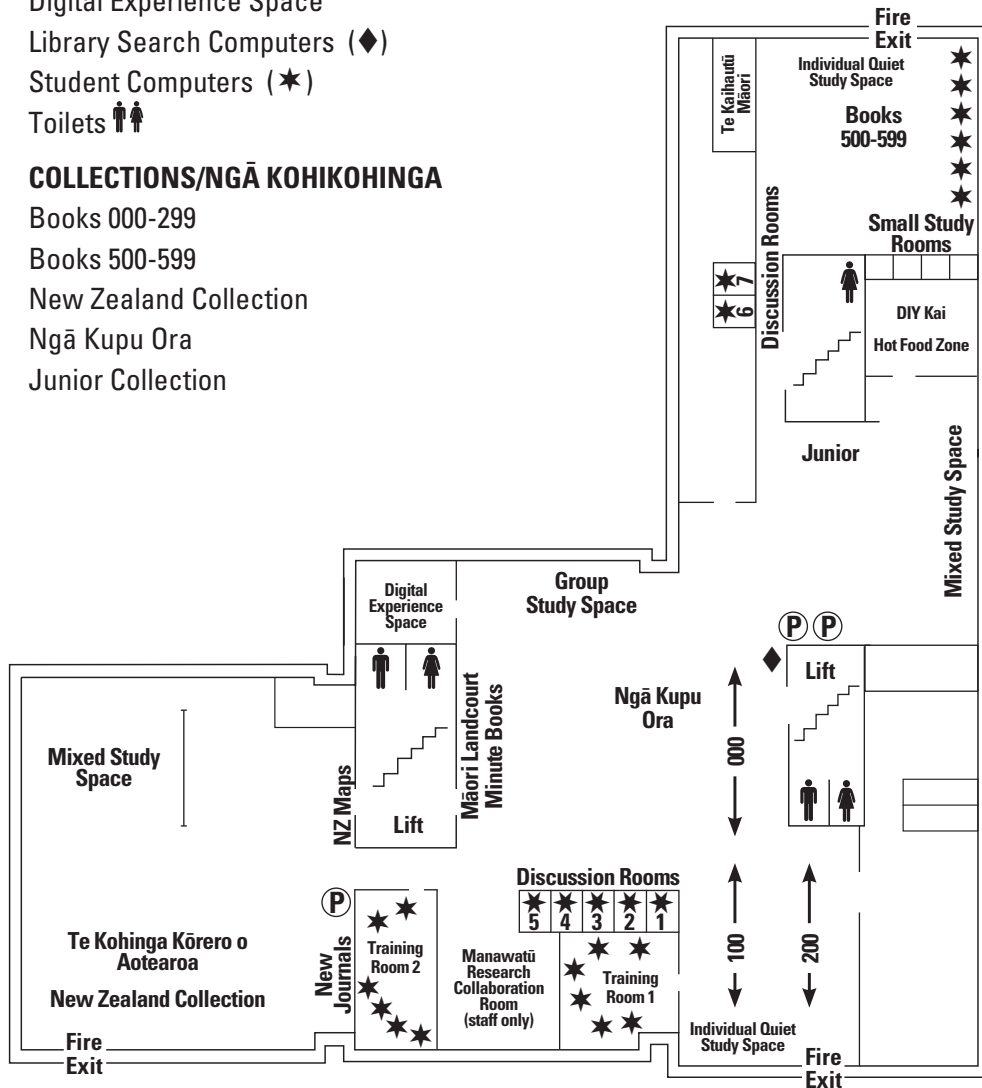 Digital Experience Space
Library Search Computers (♦)
Student Computers (★)
Toilets
COLLECTIONS/NGĀ KOHIKOHINGA
Books 000-299
Books 500-599
New Zealand Collection
Ngā Kupu Ora
Junior Collection
Fire
Exit
Te Kaihautū
Māori
Individual Quiet
Study Space
Books
500-599
Small Study
Rooms
Discussion Rooms
7
6
DIY Kai
Hot Food Zone
Junior
Mixed Study Space
Digital
Experience
Space
Group
Study Space
P P
Lift
Ngā Kupu
Ora
000
Mixed Study
Space
NZ Maps
Lift
Māori Landcourt
Minute Books
Discussion Rooms
5 4 3 2 1
100
200
P
New
Journals
Training
Room 2
Manawatū
Research
Collaboration
Room
(staff only)
Training
Room 1
Te Kohinga Kōrero o
Aotearoa
New Zealand Collection
Individual Quiet
Study Space
Fire
Exit
Fire
Exit